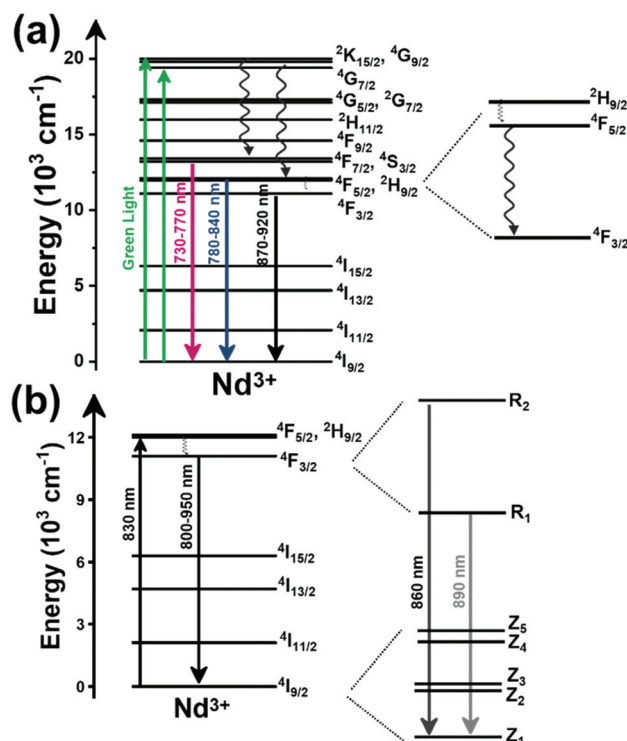 (a)
Energy (10³ cm⁻¹)
20
15
10
5
0
²K₁₅/₂, ⁴G₉/₂
⁴G₇/₂
⁴G₅/₂, ²G₇/₂
²H₁₁/₂
⁴F₉/₂
⁴F₇/₂, ⁴S₃/₂
⁴F₅/₂, ²H₉/₂
⁴F₃/₂
⁴I₁₅/₂
⁴I₁₃/₂
⁴I₁₁/₂
⁴I₉/₂
Green Light
730-770 nm
780-840 nm
870-920 nm
Nd³⁺
²H₉/₂
⁴F₅/₂
⁴F₃/₂
(b)
Energy (10³ cm⁻¹)
12
9
6
3
0
⁴F₅/₂, ²H₉/₂
⁴F₃/₂
⁴I₁₅/₂
⁴I₁₃/₂
⁴I₁₁/₂
⁴I₉/₂
830 nm
800-950 nm
Nd³⁺
R₂
R₁
860 nm
890 nm
Z₅
Z₄
Z₃
Z₂
Z₁